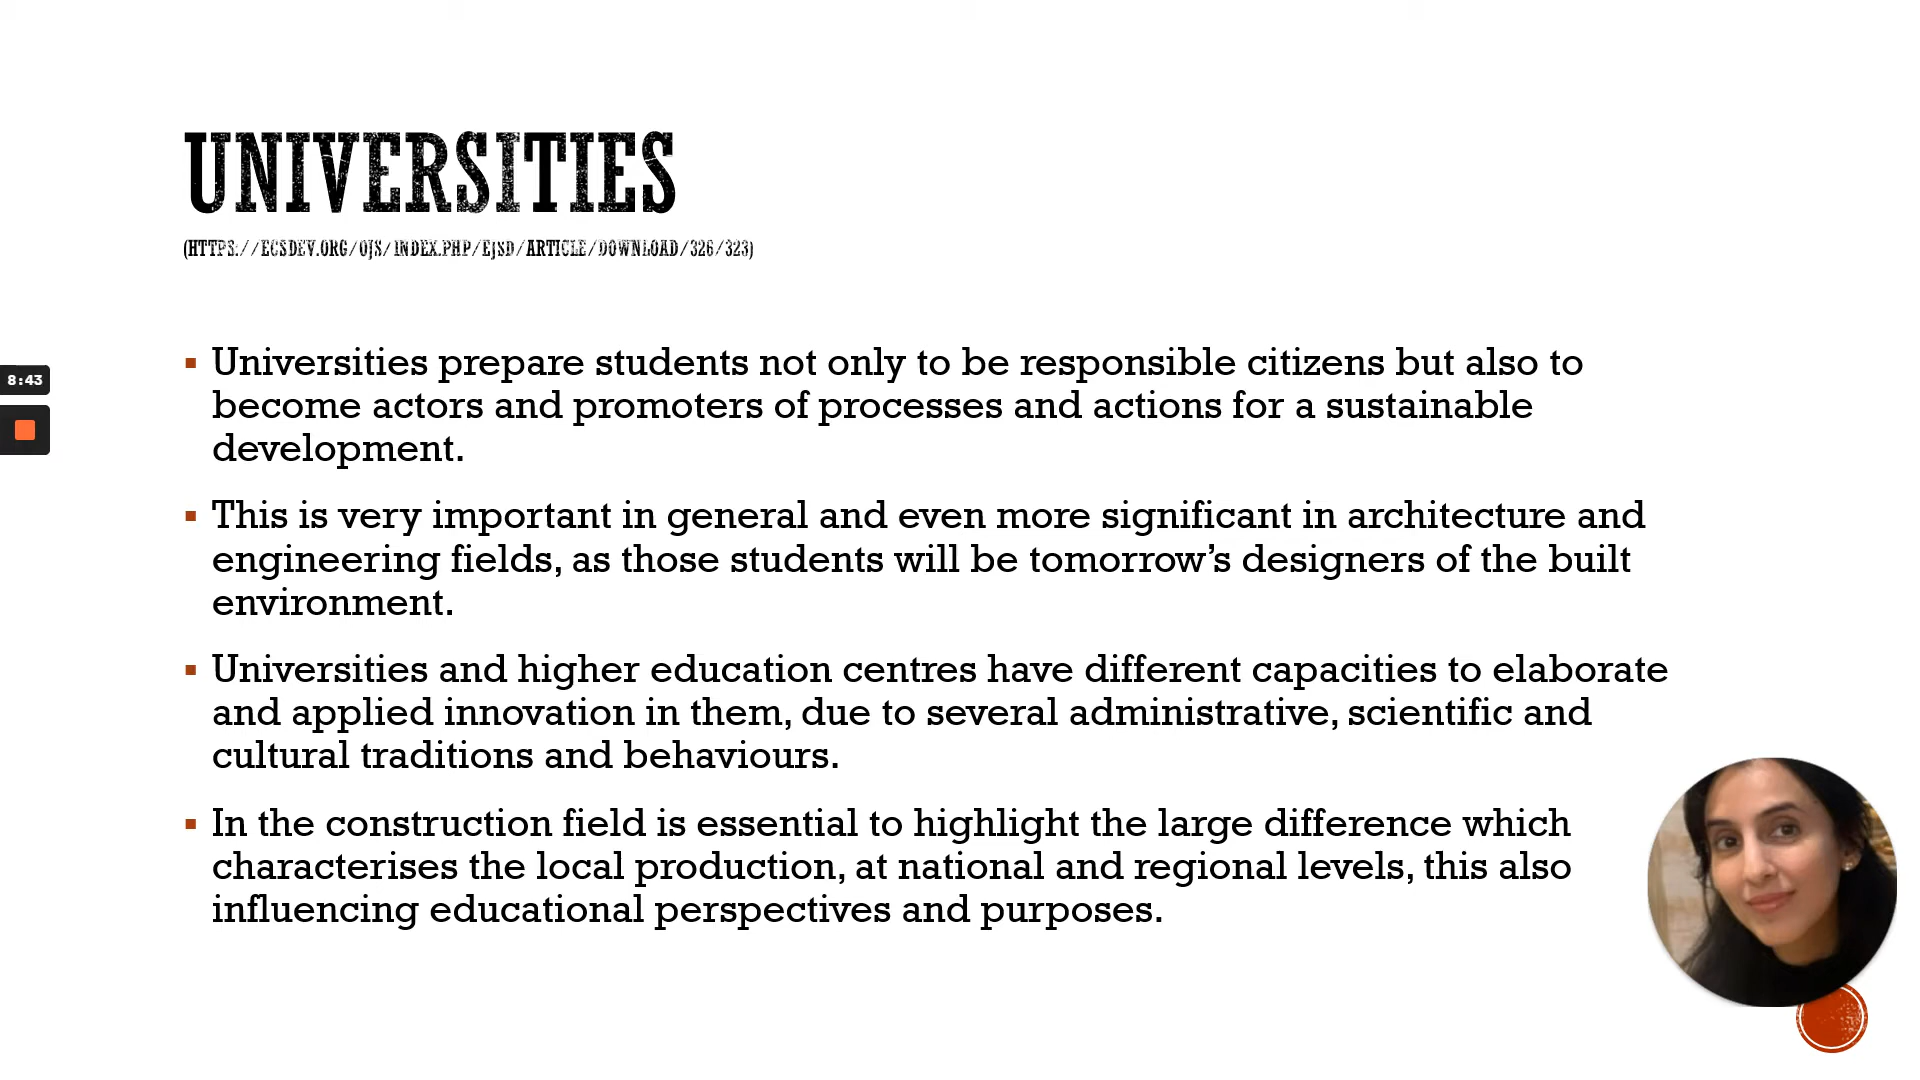 UNIVERSITIES
(HTTPS://ECSDEV.ORG/OJS/INDEX.PHP/EJSD/ARTICLE/DOWNLOAD/326/323)
8:43
▪ Universities prepare students not only to be responsible citizens but also to
become actors and promoters of processes and actions for a sustainable
development.
▪ This is very important in general and even more significant in architecture and
engineering fields, as those students will be tomorrow’s designers of the built
environment.
▪ Universities and higher education centres have different capacities to elaborate
and applied innovation in them, due to several administrative, scientific and
cultural traditions and behaviours.
▪ In the construction field is essential to highlight the large difference which
characterises the local production, at national and regional levels, this also
influencing educational perspectives and purposes.